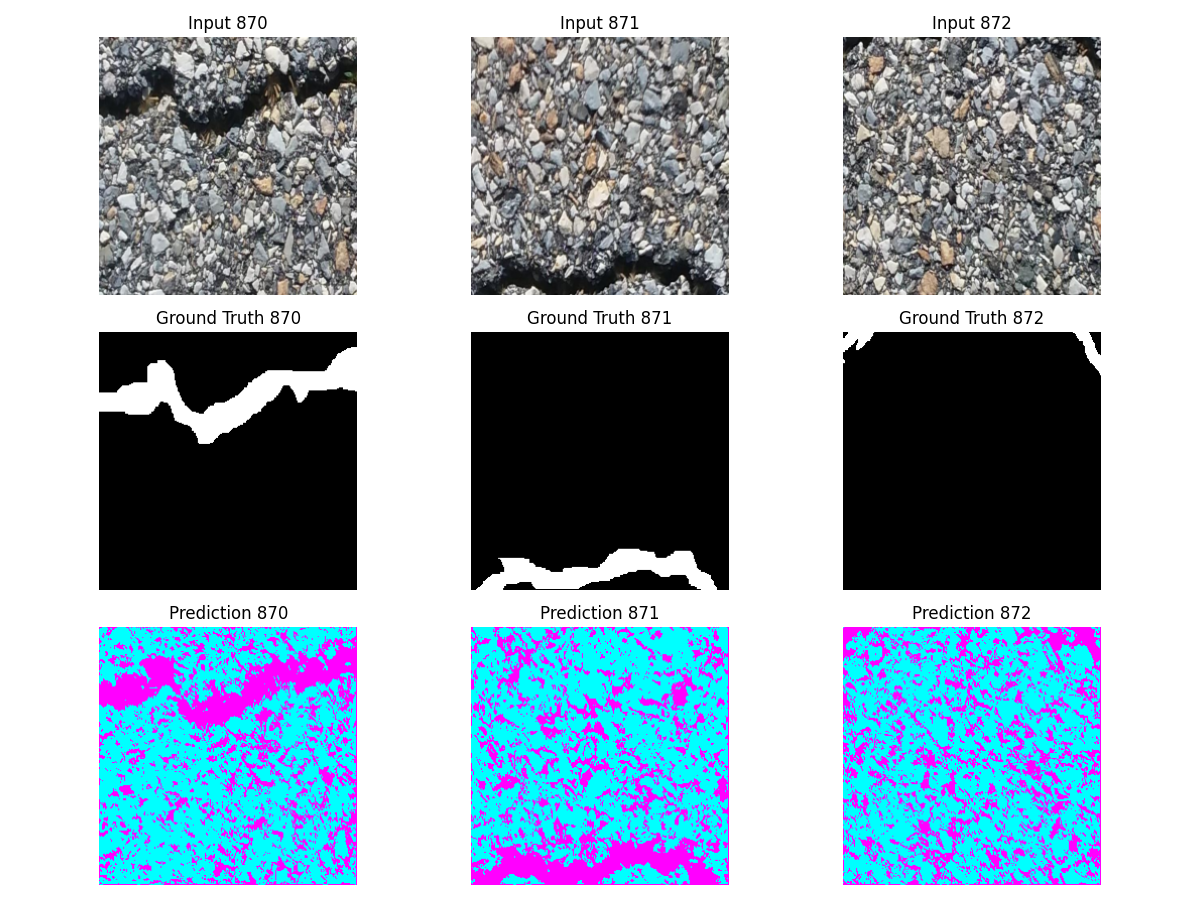 Input 870
Input 871
Input 872
Ground Truth 870
Ground Truth 871
Ground Truth 872
Prediction 870
Prediction 871
Prediction 872